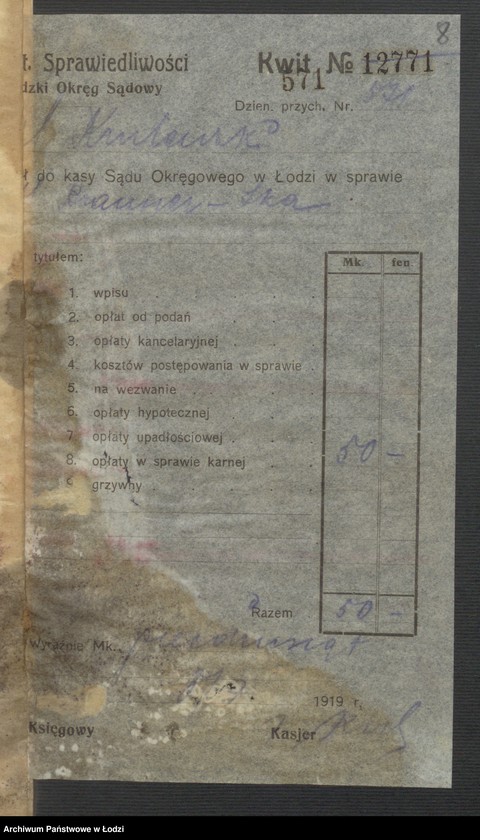 8
t. Sprawiedliwości
Kwit № 12771
dzki Okręg Sądowy
571
Dzien. przych. Nr. 571
do kasy Sądu Okręgowego w Łodzi w sprawie
tytułem:
Mk. fen
1. wpisu
2. opłat od podań
3. opłaty kancelaryjnej
4. kosztów postępowania w sprawie
5. na wezwanie
6. opłaty hypotecznej
7. opłaty upadłościowej
8. opłaty w sprawie karnej 50 –
9. grzywny
Razem 50 –
wyraźnie Mk. pięćdziesiąt
1919 r.
Księgowy Kasjer
Archiwum Państwowe w Łodzi